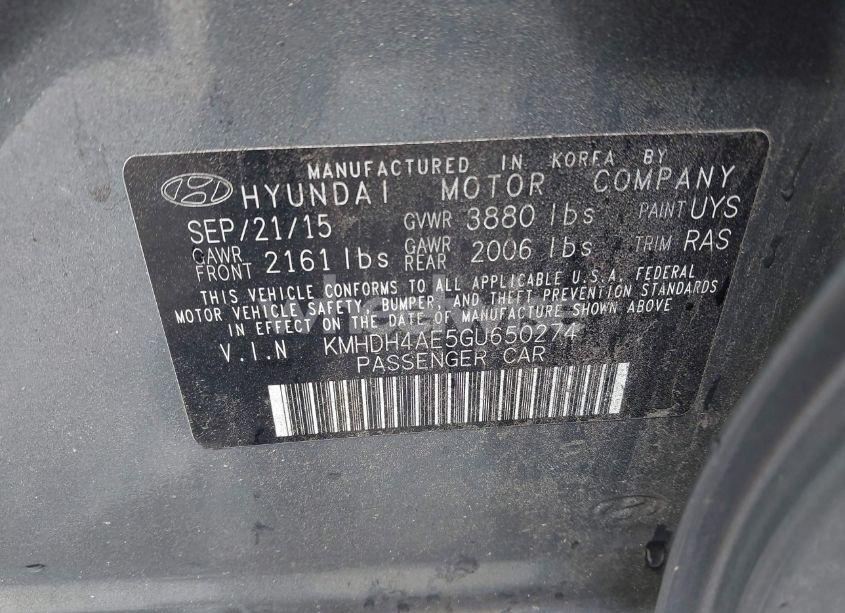 MANUFACTURED IN KOREA BY
HYUNDAI MOTOR COMPANY
SEP/21/15 GVWR 3880 lbs PAINT UYS
GAWR FRONT 2161 lbs GAWR REAR 2006 lbs TRIM RAS
THIS VEHICLE CONFORMS TO ALL APPLICABLE U.S.A. FEDERAL
MOTOR VEHICLE SAFETY, BUMPER, AND THEFT PREVENTION STANDARDS
IN EFFECT ON THE DATE OF MANUFACTURE SHOWN ABOVE
V.I.N KMHDH4AE5GU650274
PASSENGER CAR